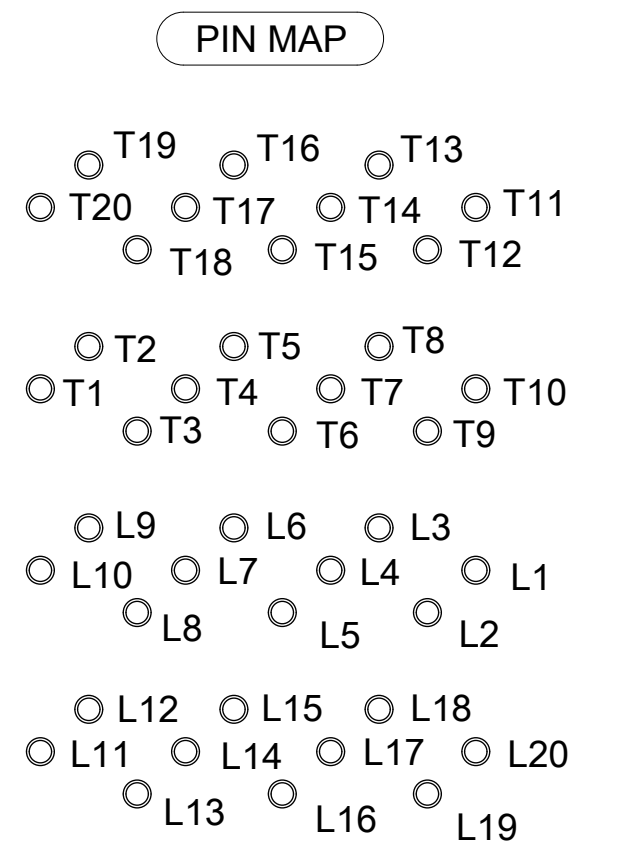 PIN MAP
T19 T16 T13
T20 T17 T14 T11
T18 T15 T12
T2 T5 T8
T1 T4 T7 T10
T3 T6 T9
L9 L6 L3
L10 L7 L4 L1
L8 L5 L2
L12 L15 L18
L11 L14 L17 L20
L13 L16 L19